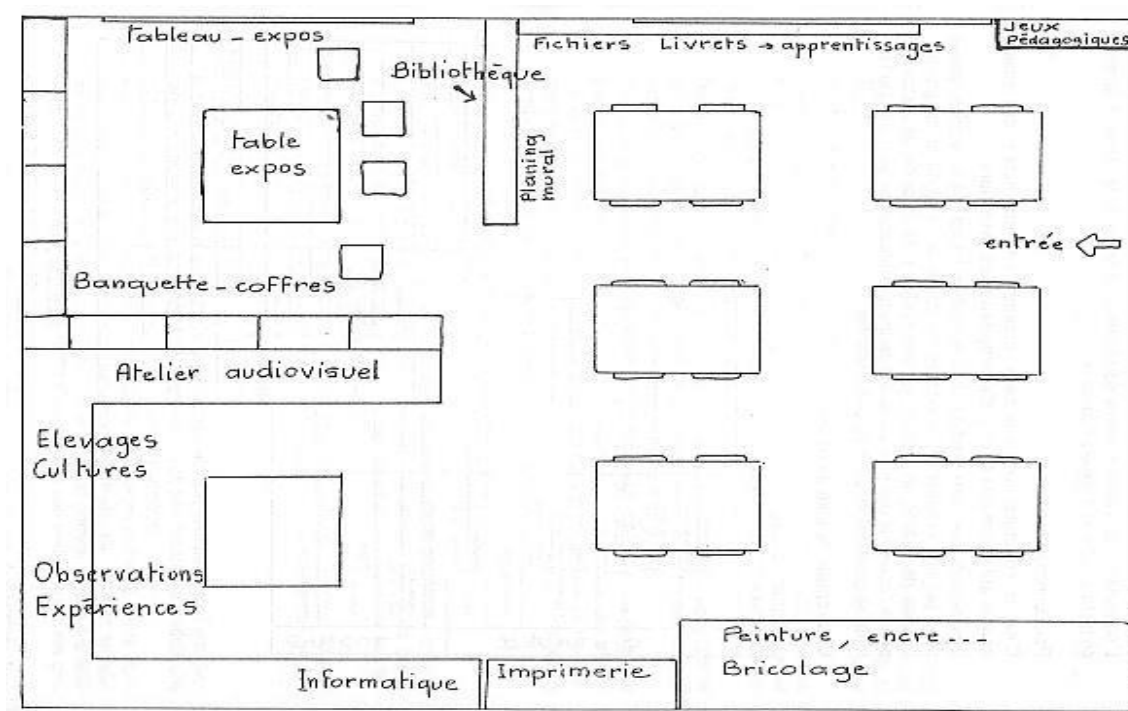 Tableau - expos
Bibliothèque
Fichiers Livrets → apprentissages
Jeux
Pédagogiques
table
expos
Planing
mural
entrée
Banquette - coffres
Atelier audiovisuel
Elevages
Cultures
Observations
Expériences
Informatique
Imprimerie
Peinture, encre ---
Bricolage